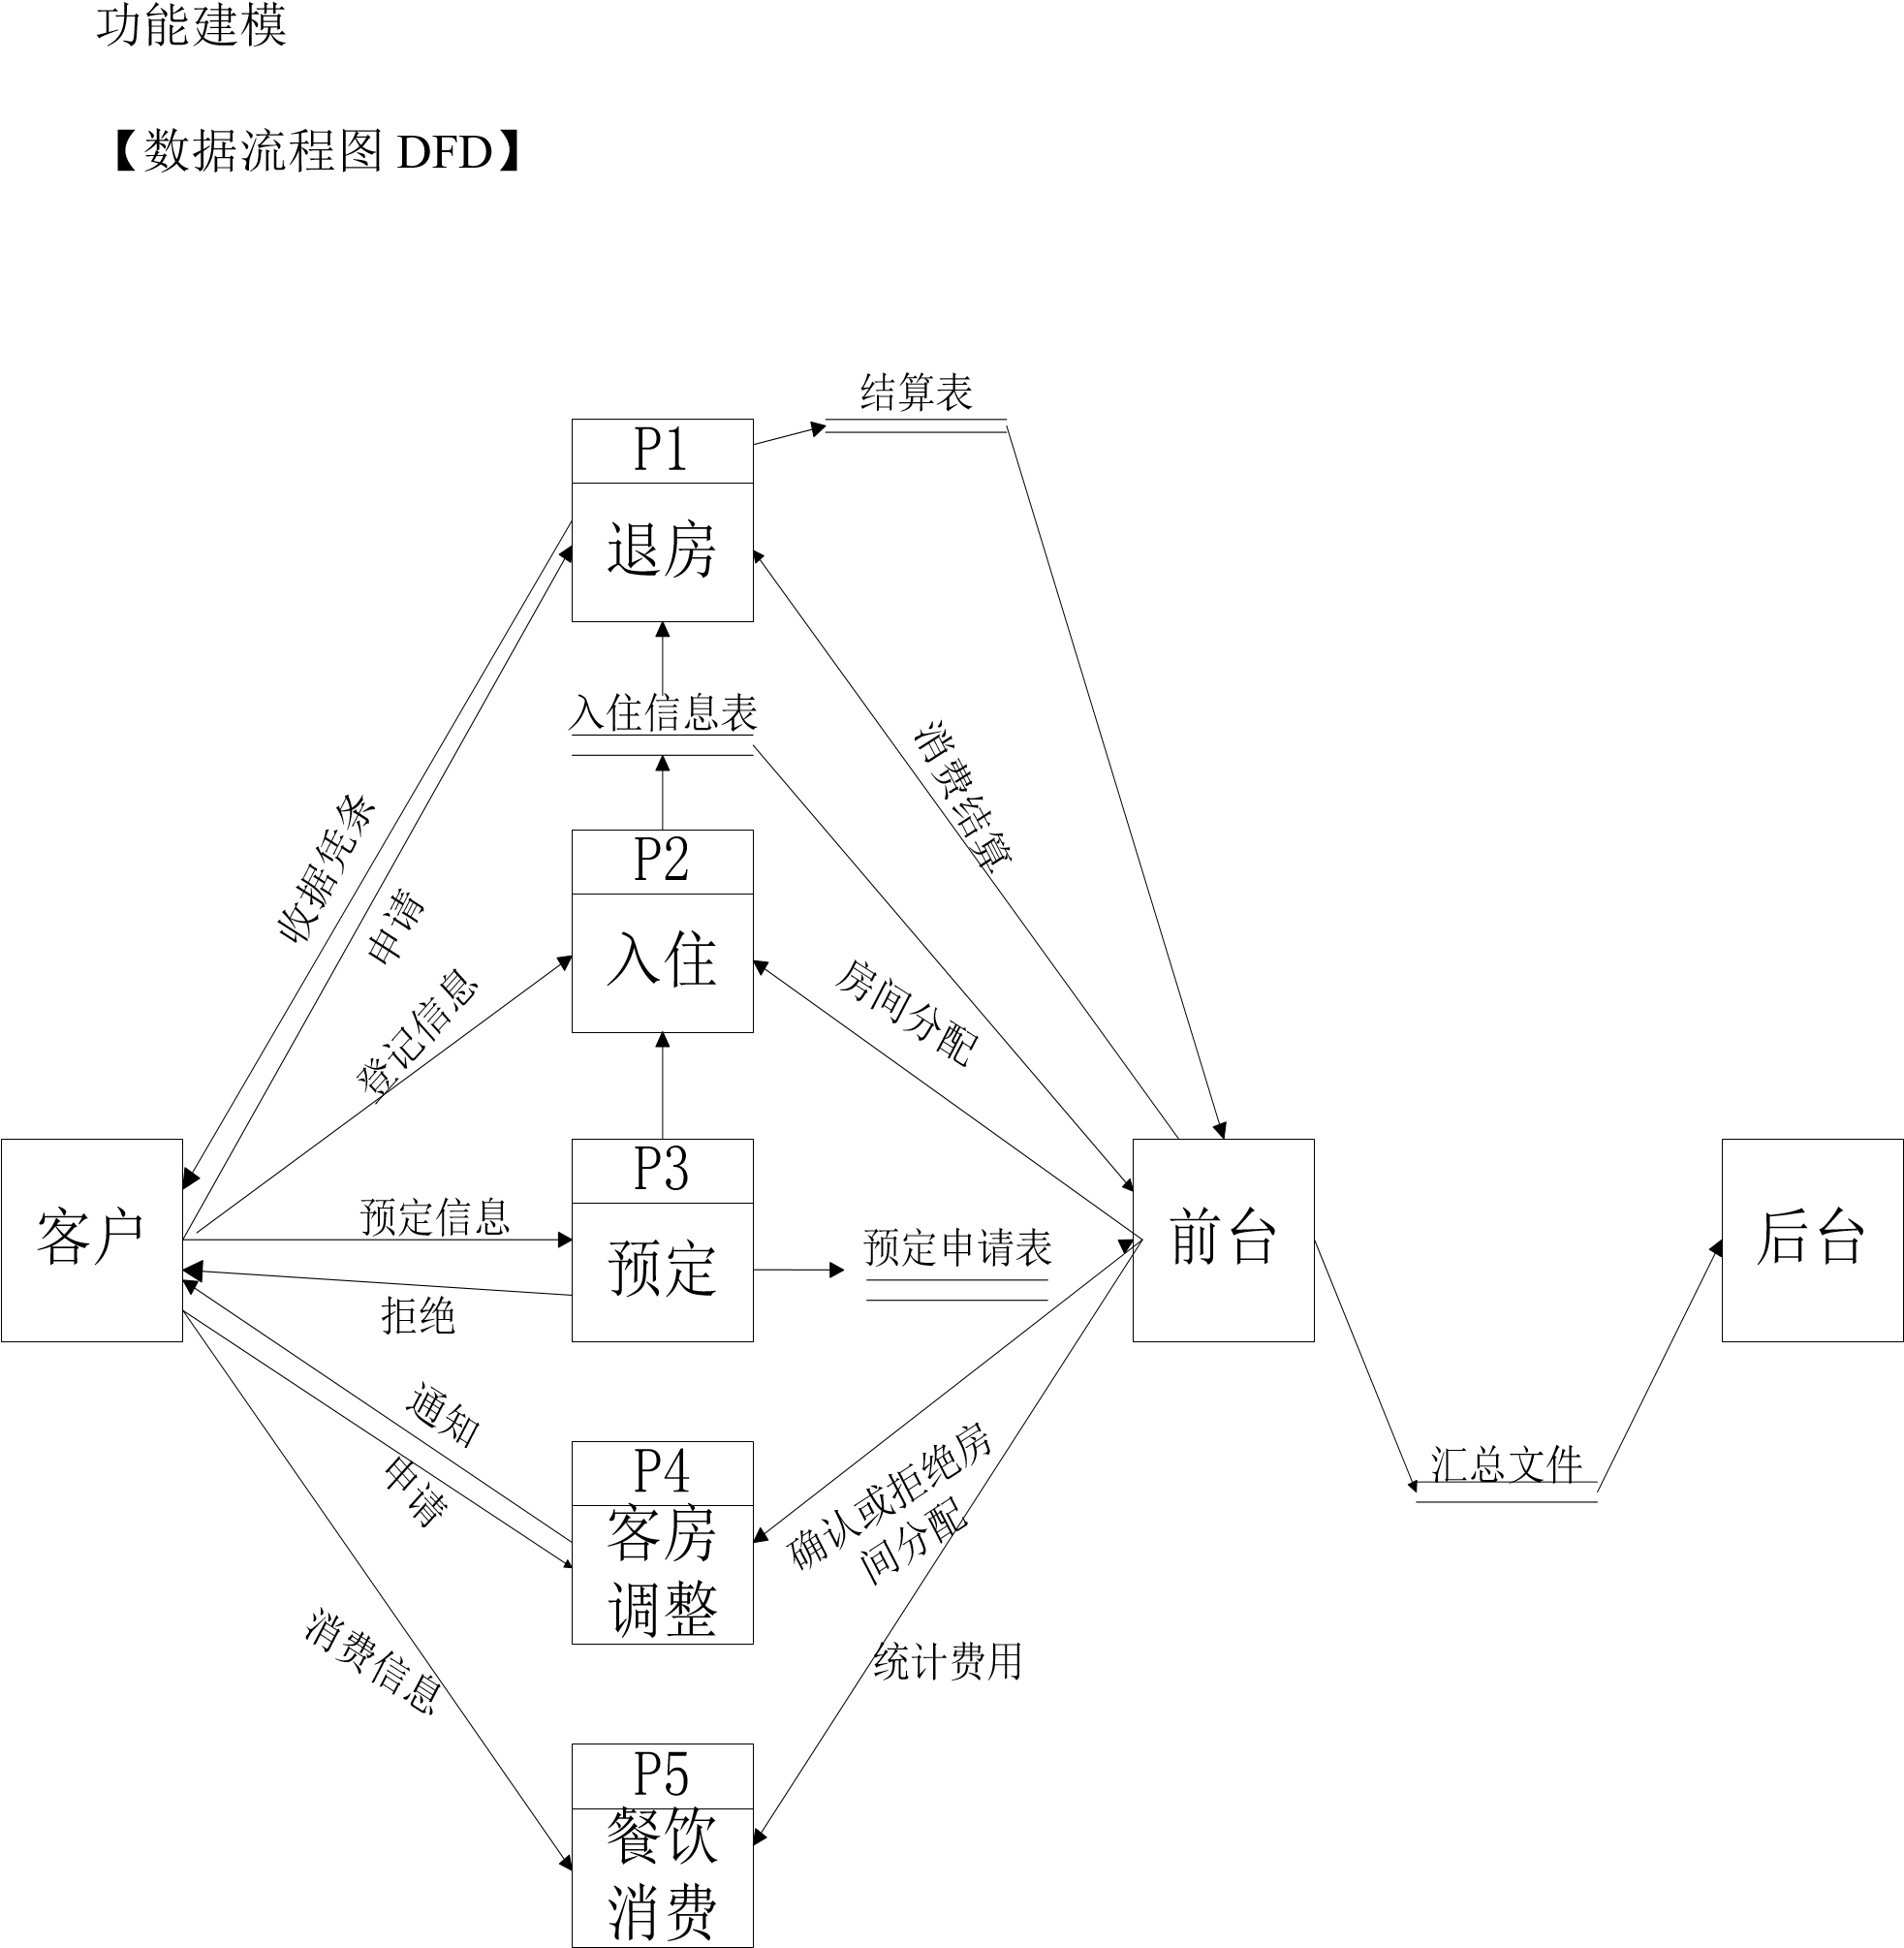 功能建模
【数据流程图 DFD】
结算表
P1
退房
入住信息表
消费结算
收据凭条
申请
P2
入住
登记信息
房间分配
客户
预定信息
P3
预定
拒绝
预定申请表
前台
后台
通知
申请
P4
客房
调整
确认或拒绝房
间分配
汇总文件
消费信息
统计费用
P5
餐饮
消费